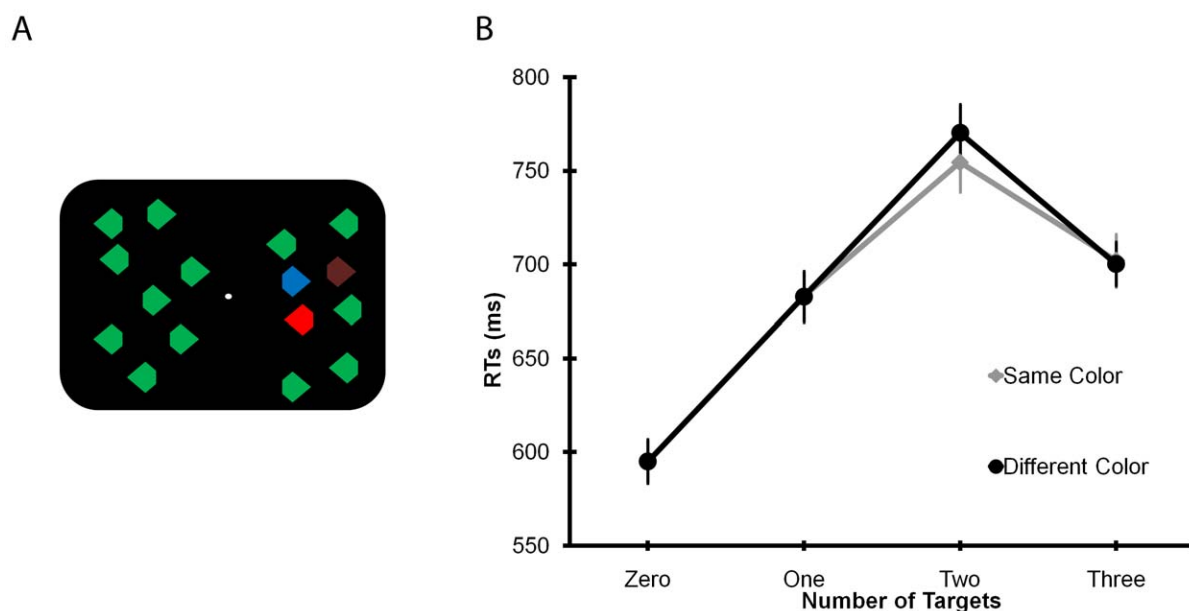 A
B
800
750
700
650
600
550
RTs (ms)
Same Color
Different Color
Zero
One
Two
Three
Number of Targets